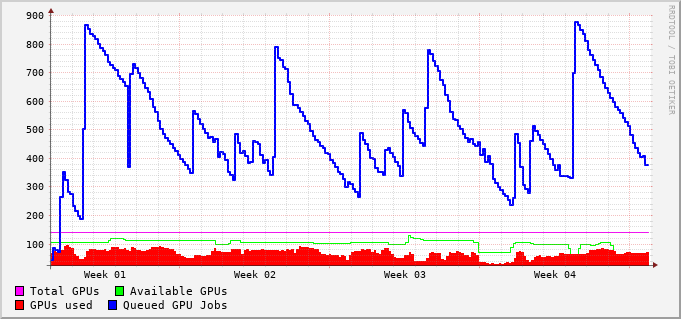 900
800
700
600
500
400
300
200
100
Week 01 Week 02 Week 03 Week 04
Total GPUs Available GPUs
GPUs used Queued GPU Jobs
RRDTOOL / TOBI OETIKER